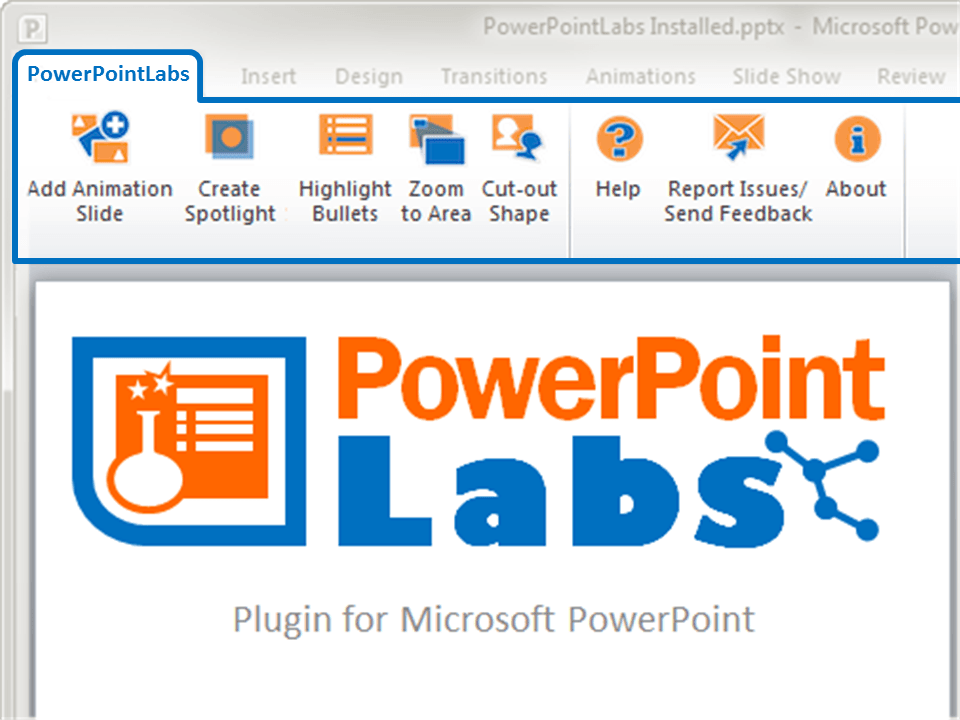 PowerPointLabs Installed.pptx - Microsoft Pow
PowerPointLabs Insert Design Transitions Animations Slide Show Review
Add Animation Slide
Create Spotlight
Highlight Bullets
Zoom to Area
Cut-out Shape
Help
Report Issues/ Send Feedback
About
PowerPoint
Labs
Plugin for Microsoft PowerPoint